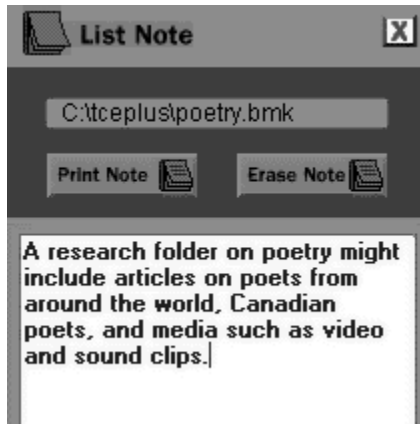 List Note
X
C:\tceplus\poetry.bmk
Print Note Erase Note
A research folder on poetry might
include articles on poets from
around the world, Canadian
poets, and media such as video
and sound clips.